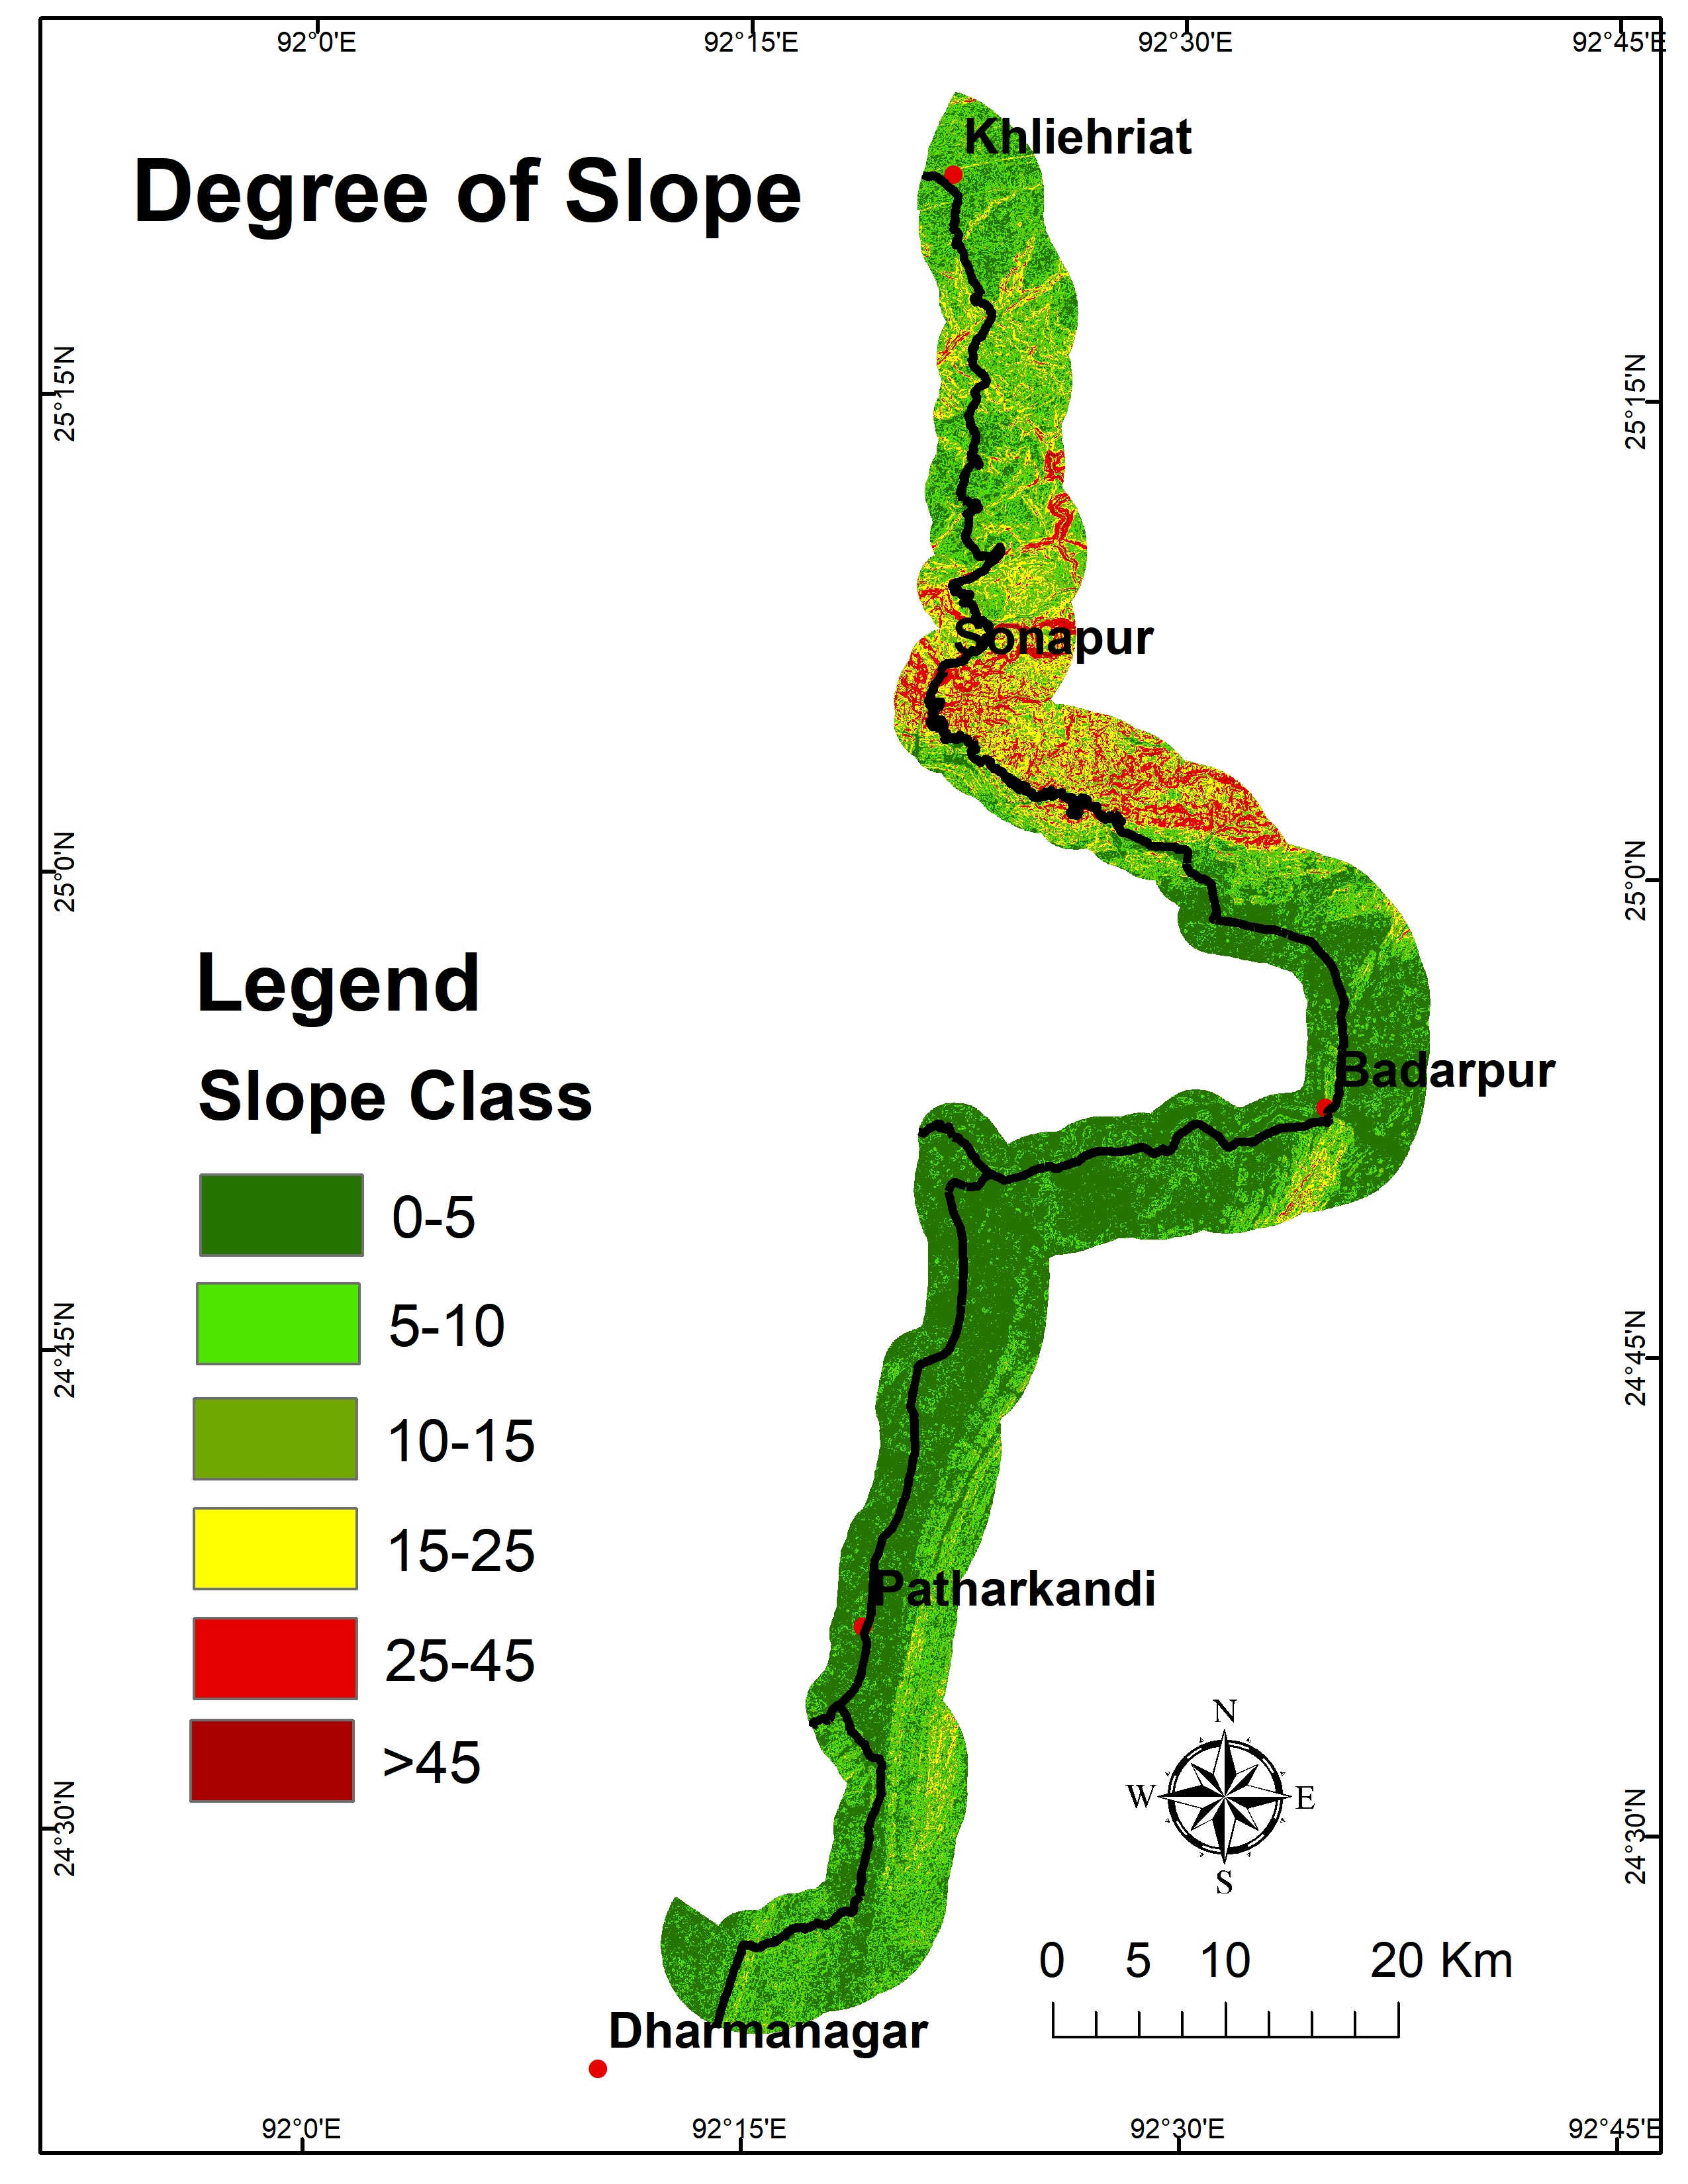 92°0'E 92°15'E 92°30'E 92°45'E
Khliehriat
Degree of Slope
25°15'N 25°15'N
Sonapur
25°0'N 25°0'N
Legend
Badarpur
Slope Class
0-5
5-10
24°45'N 24°45'N
10-15
15-25
Patharkandi
25-45
N
>45
W E
24°30'N 24°30'N
S
0 5 10 20 Km
Dharmanagar
92°0'E 92°15'E 92°30'E 92°45'E